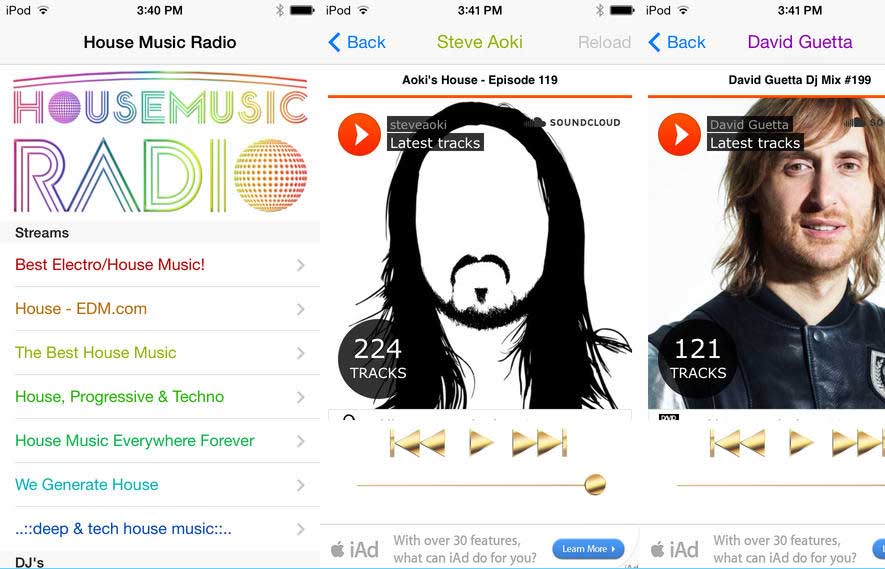 iPod
3:40 PM
House Music Radio
HOUSEMUSIC
RADIO
Streams
Best Electro/House Music!
House - EDM.com
The Best House Music
House, Progressive & Techno
House Music Everywhere Forever
We Generate House
..::deep & tech house music::..
DJ's
iPod
3:41 PM
Back
Steve Aoki
Reload
Aoki's House - Episode 119
steveaoki
SOUNDCLOUD
Latest tracks
224
TRACKS
iAd
With over 30 features,
what can iAd do for you?
Learn More
iPod
3:41 PM
Back
David Guetta
David Guetta Dj Mix #199
David Guetta
SO
Latest tracks
121
TRACKS
iAd
With over 30 features,
what can iAd do for you?